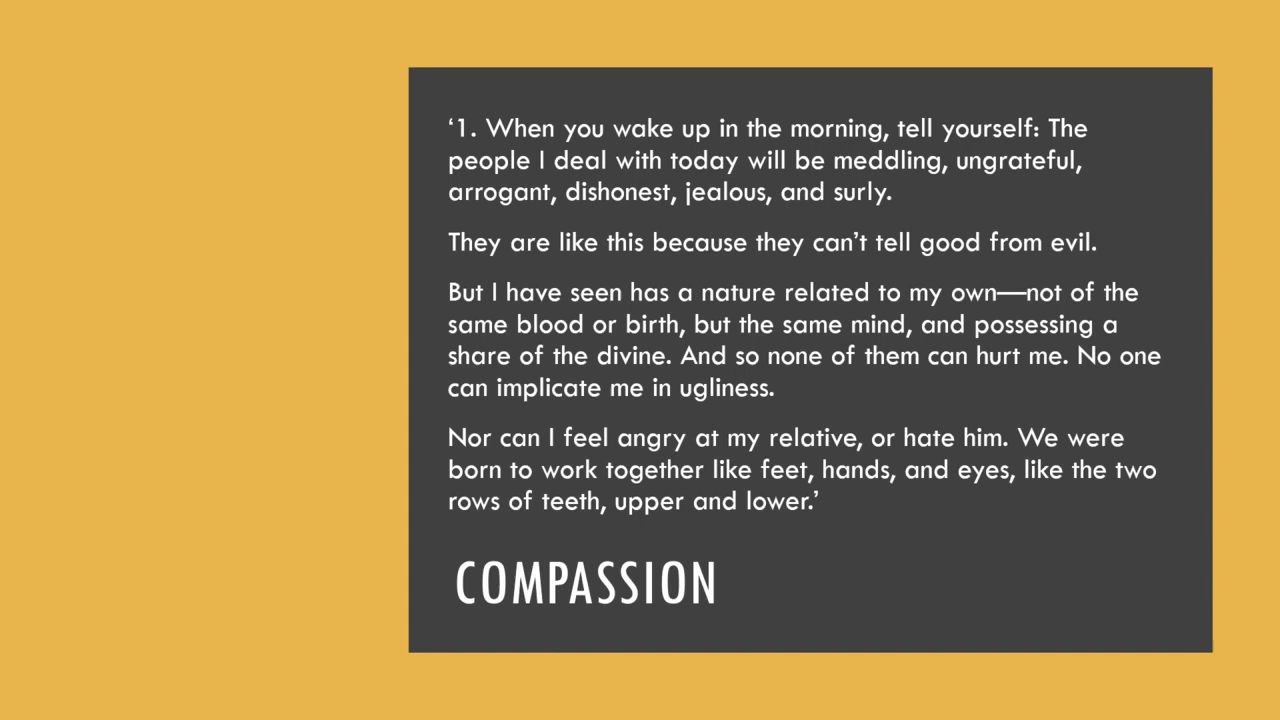 ‘1. When you wake up in the morning, tell yourself: The
people I deal with today will be meddling, ungrateful,
arrogant, dishonest, jealous, and surly.
They are like this because they can’t tell good from evil.
But I have seen has a nature related to my own—not of the
same blood or birth, but the same mind, and possessing a
share of the divine. And so none of them can hurt me. No one
can implicate me in ugliness.
Nor can I feel angry at my relative, or hate him. We were
born to work together like feet, hands, and eyes, like the two
rows of teeth, upper and lower.’
COMPASSION